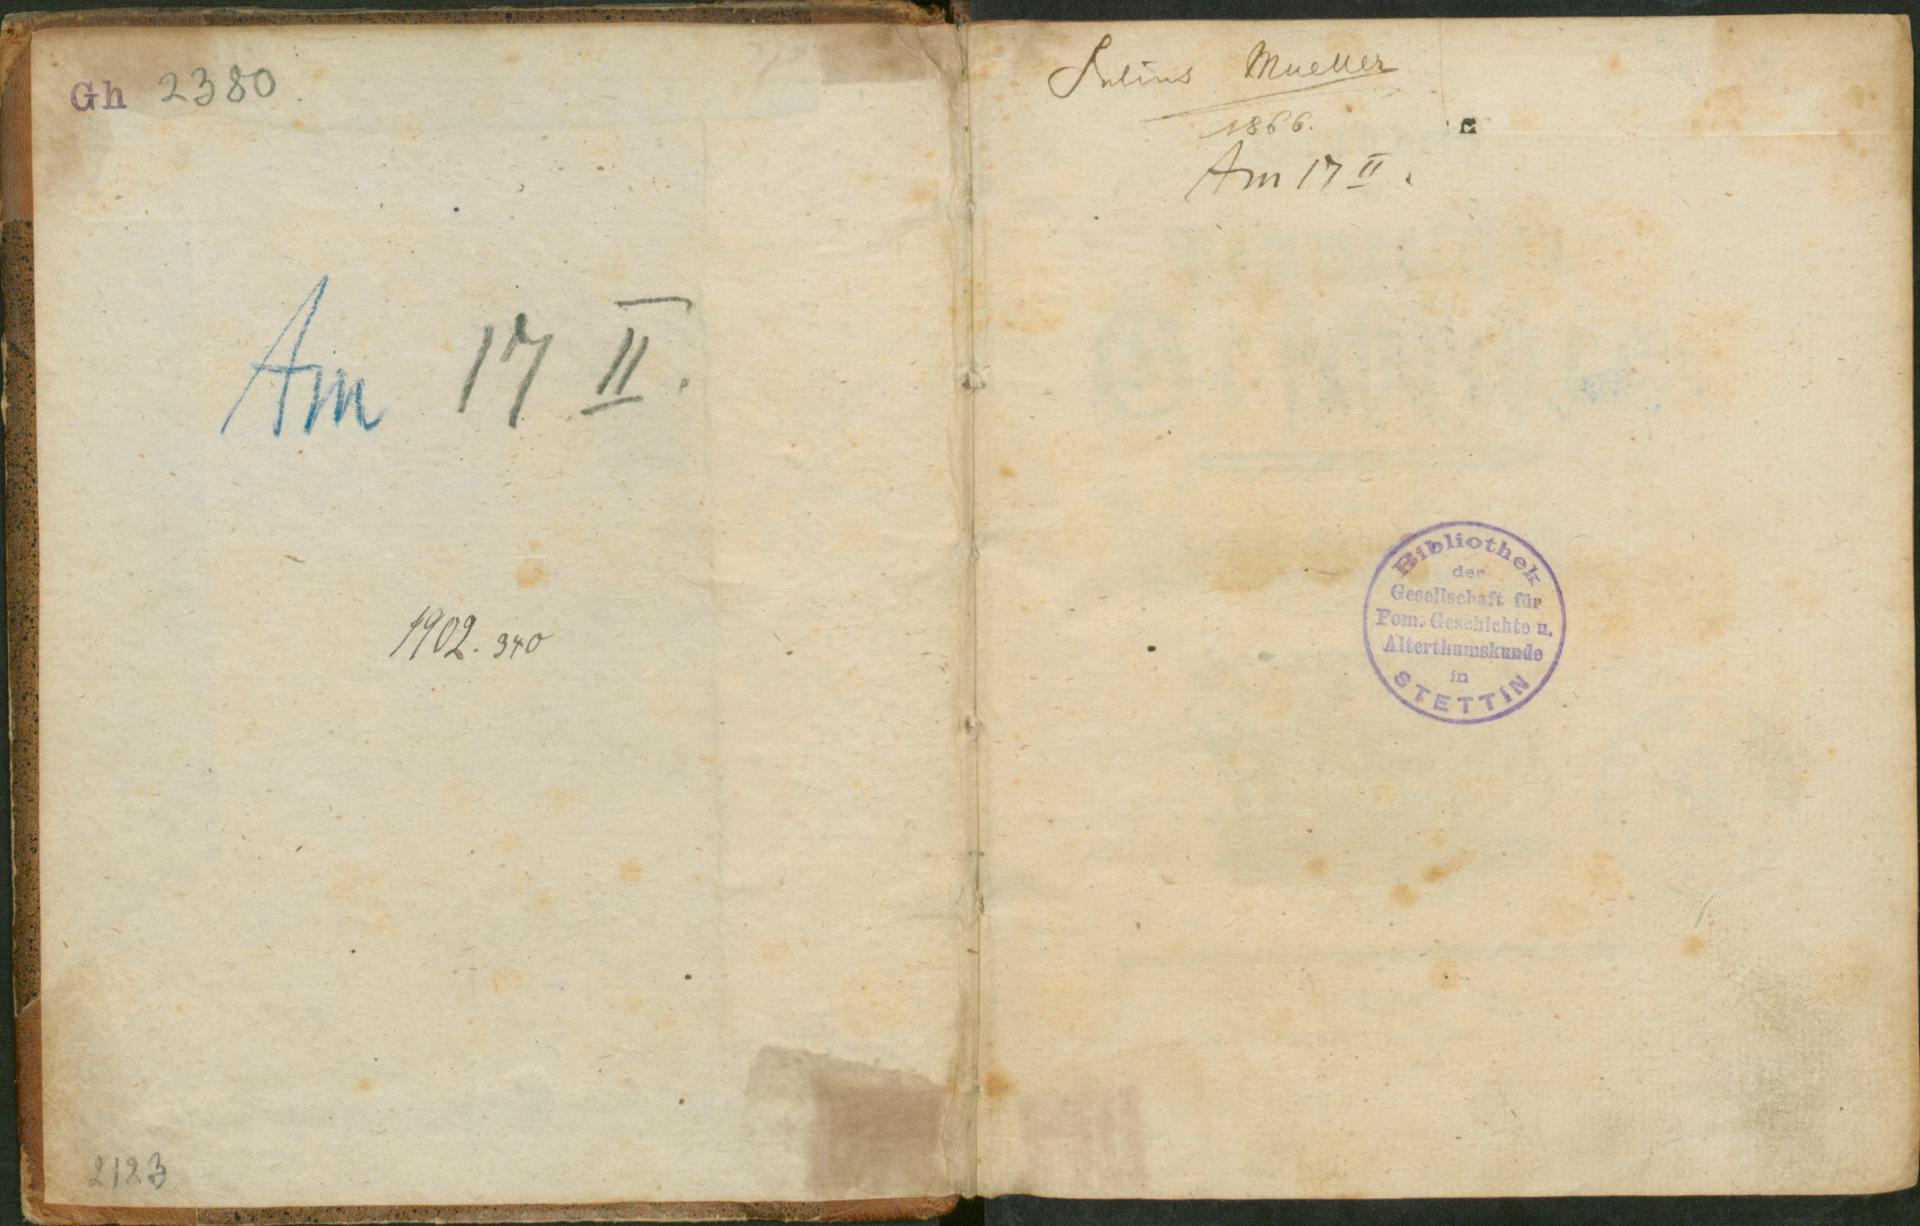 Gh 2380
Am 17 II.
1902. 340
2123
Julius Mueller
1866.
Am 17 II.
Bibliothek
der
Gesellschaft für
Pom. Geschichte u.
Alterthumskunde
in
STETTIN